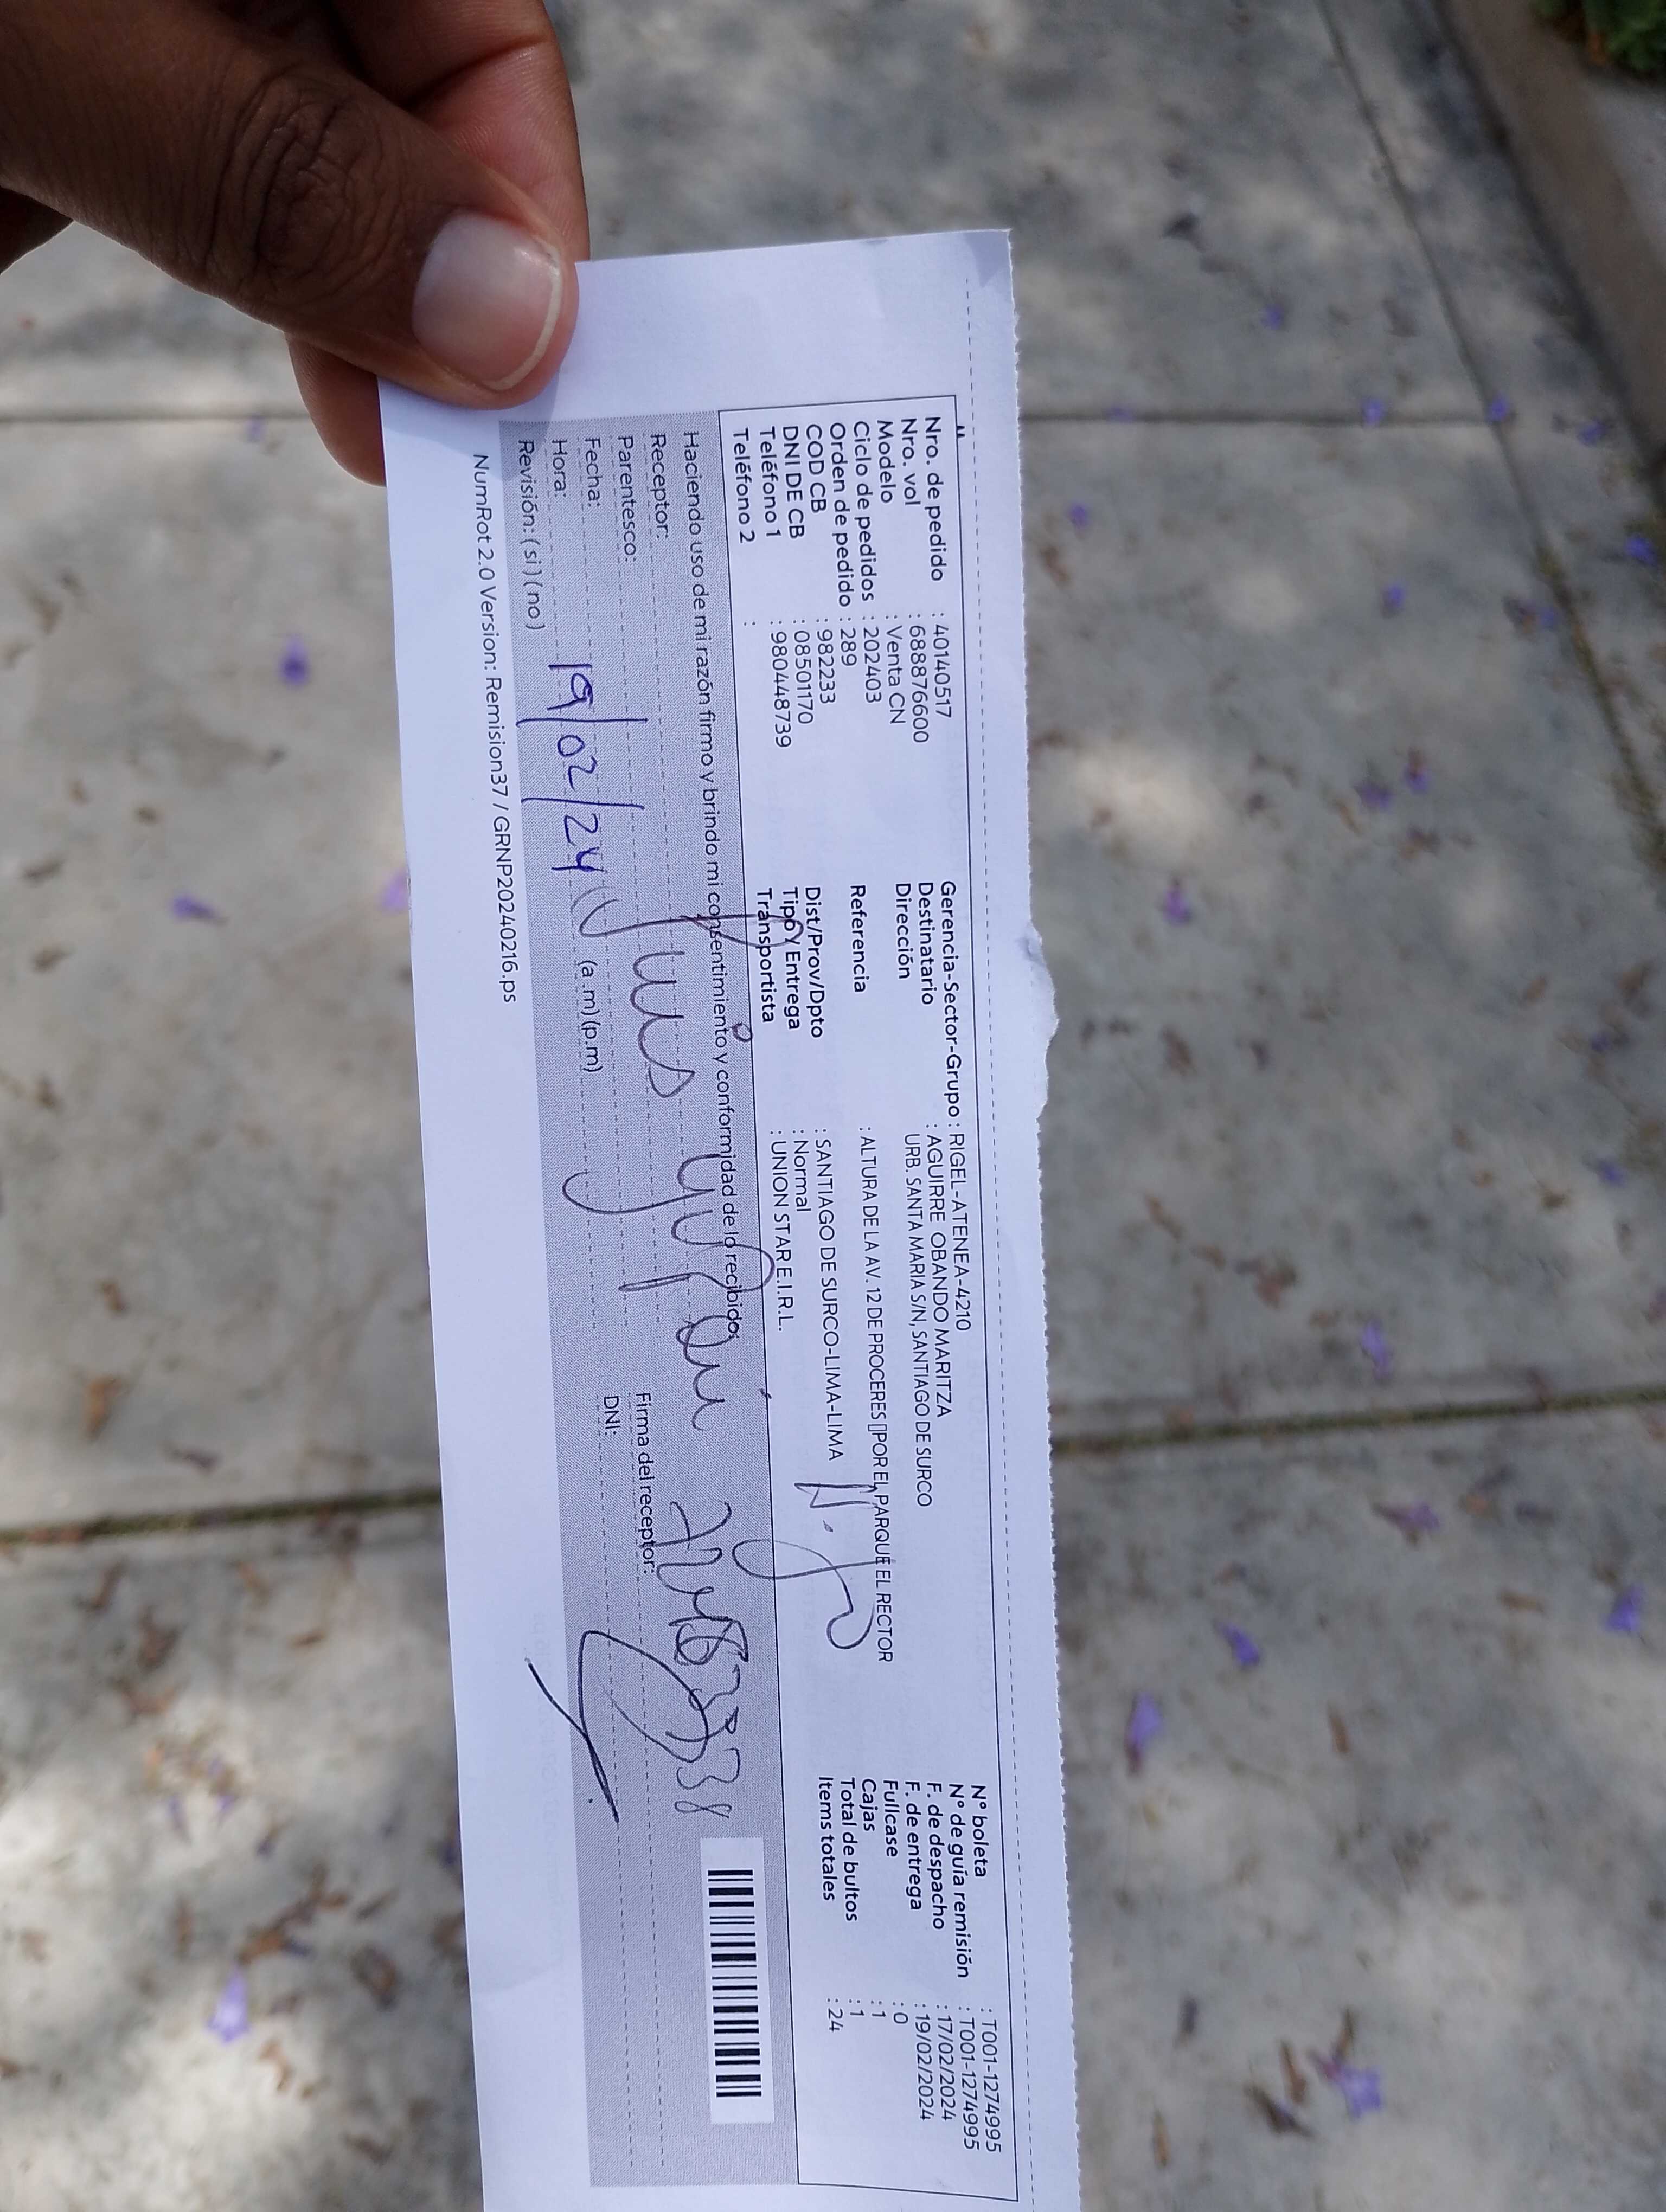 Nro. de pedido : 40140517
Nro. vol : 688876600
Modelo : Venta CN
Ciclo de pedidos : 202403
Orden de pedido : 289
COD CB : 982233
DNI DE CB : 08501170
Teléfono 1 : 980448739
Teléfono 2 :
Gerencia-Sector-Grupo : RIGEL-ATENEA-4210
Destinatario : AGUIRRE OBANDO MARITZA
Dirección URB. SANTA MARIA S/N, SANTIAGO DE SURCO
Referencia : ALTURA DE LA AV. 12 DE PROCERES []POR EL PARQUE EL RECTOR
Dist/Prov/Dpto : SANTIAGO DE SURCO-LIMA-LIMA
Tipo Entrega : Normal
Transportista : UNION STAR E.I.R.L.
N° boleta : T001-1274995
N° de guía remisión : T001-1274995
F. de despacho : 17/02/2024
F. de entrega : 19/02/2024
Fullcase : 0
Cajas : 1
Total de bultos : 1
Items totales : 24
Haciendo uso de mi razón firmo y brindo mi consentimiento y conformidad de lo recibido.
Receptor:
Parentesco:
Fecha:
Hora: 19/02/24 (a.m)(p.m)
Revisión: (si) (no)
Firma del receptor:
DNI:
NumRot 2.0 Version: Remision37 / GRNP20240216.ps